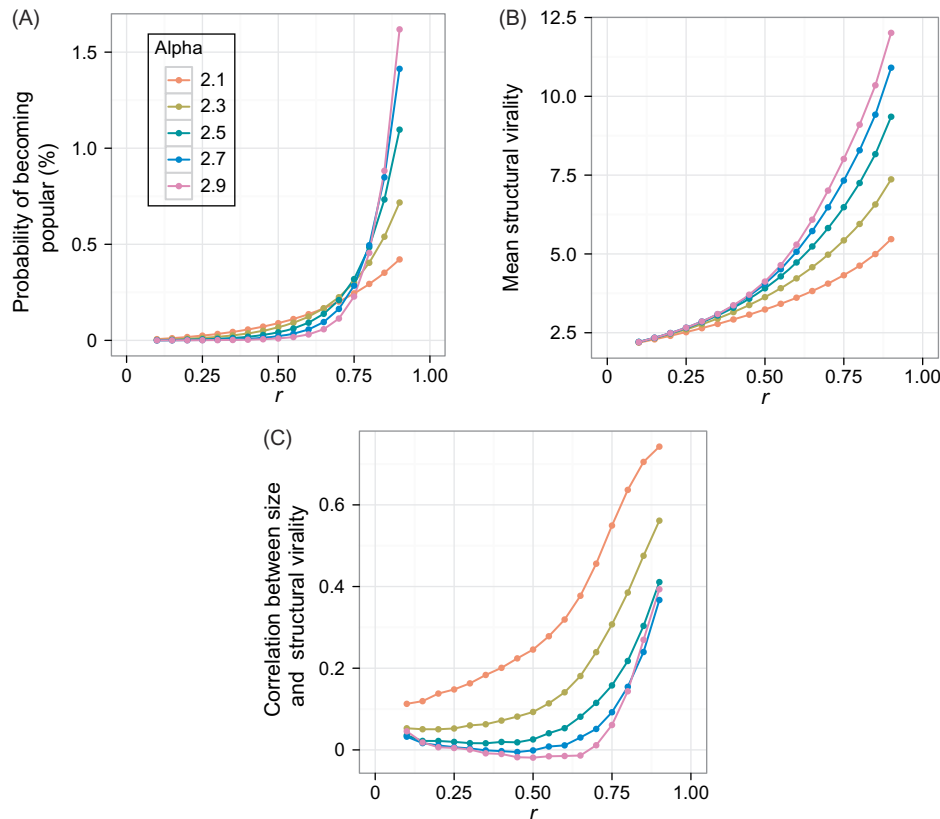 (A)
Probability of becoming
popular (%)
1.5
1.0
0.5
0
Alpha
2.1
2.3
2.5
2.7
2.9
0
0.25
0.50
0.75
1.00
r
(B)
Mean structural virality
12.5
10.0
7.5
5.0
2.5
0
0.25
0.50
0.75
1.00
r
(C)
Correlation between size
and structural virality
0.6
0.4
0.2
0
0
0.25
0.50
0.75
1.00
r